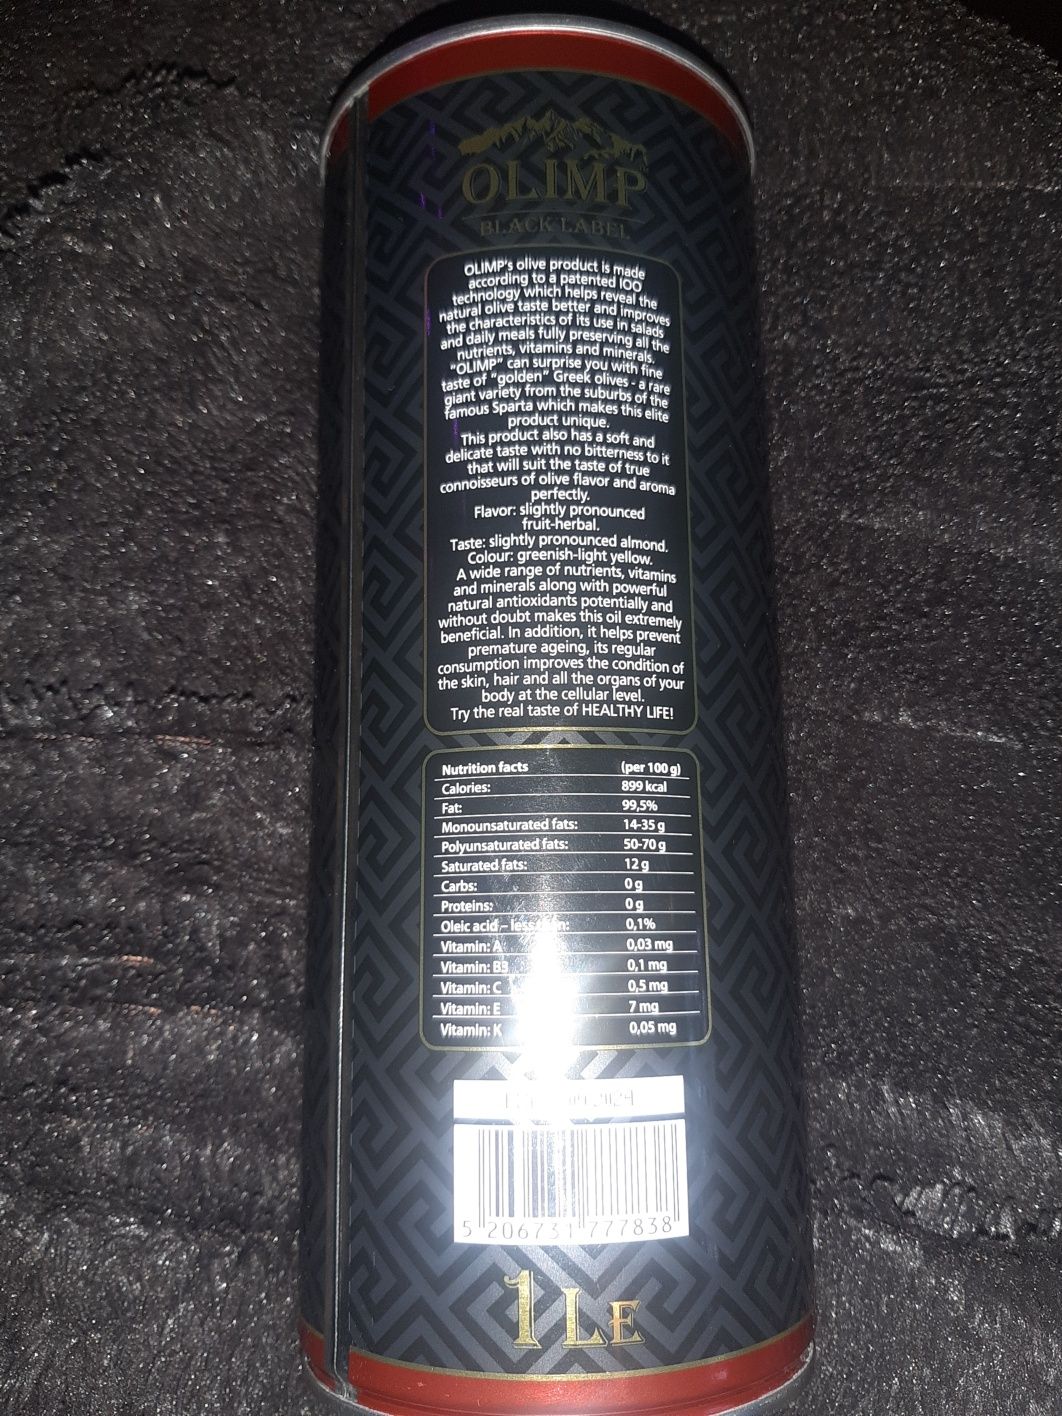 OLIMP
BLACK LABEL
OLIMP's olive product is made
according to a patented IOO
technology which helps reveal the
natural olive taste better and improves
the characteristics of its use in salads
and daily meals fully preserving all the
nutrients, vitamins and minerals.
"OLIMP" can surprise you with fine
taste of "golden" Greek olives - a rare
giant variety from the suburbs of the
famous Sparta which makes this elite
product unique.
This product also has a soft and
delicate taste with no bitterness to it
that will suit the taste of true
connoisseurs of olive flavor and aroma
perfectly.
Flavor: slightly pronounced
fruit-herbal.
Taste: slightly pronounced almond.
Colour: greenish-light yellow.
A wide range of nutrients, vitamins
and minerals along with powerful
natural antioxidants potentially and
without doubt makes this oil extremely
beneficial. In addition, it helps prevent
premature ageing, its regular
consumption improves the condition of
the skin, hair and all the organs of your
body at the cellular level.
Try the real taste of HEALTHY LIFE!
Nutrition facts (per 100 g)
Calories: 899 kcal
Fat: 99,5%
Monounsaturated fats: 14-35 g
Polyunsaturated fats: 50-70 g
Saturated fats: 12 g
Carbs: 0 g
Proteins: 0 g
Oleic acid – less 0,1%
Vitamin: A 0,03 mg
Vitamin: B3 0,1 mg
Vitamin: C 0,5 mg
Vitamin: E 7 mg
Vitamin: K 0,05 mg
09.2024
5 206731 777838
1 LE